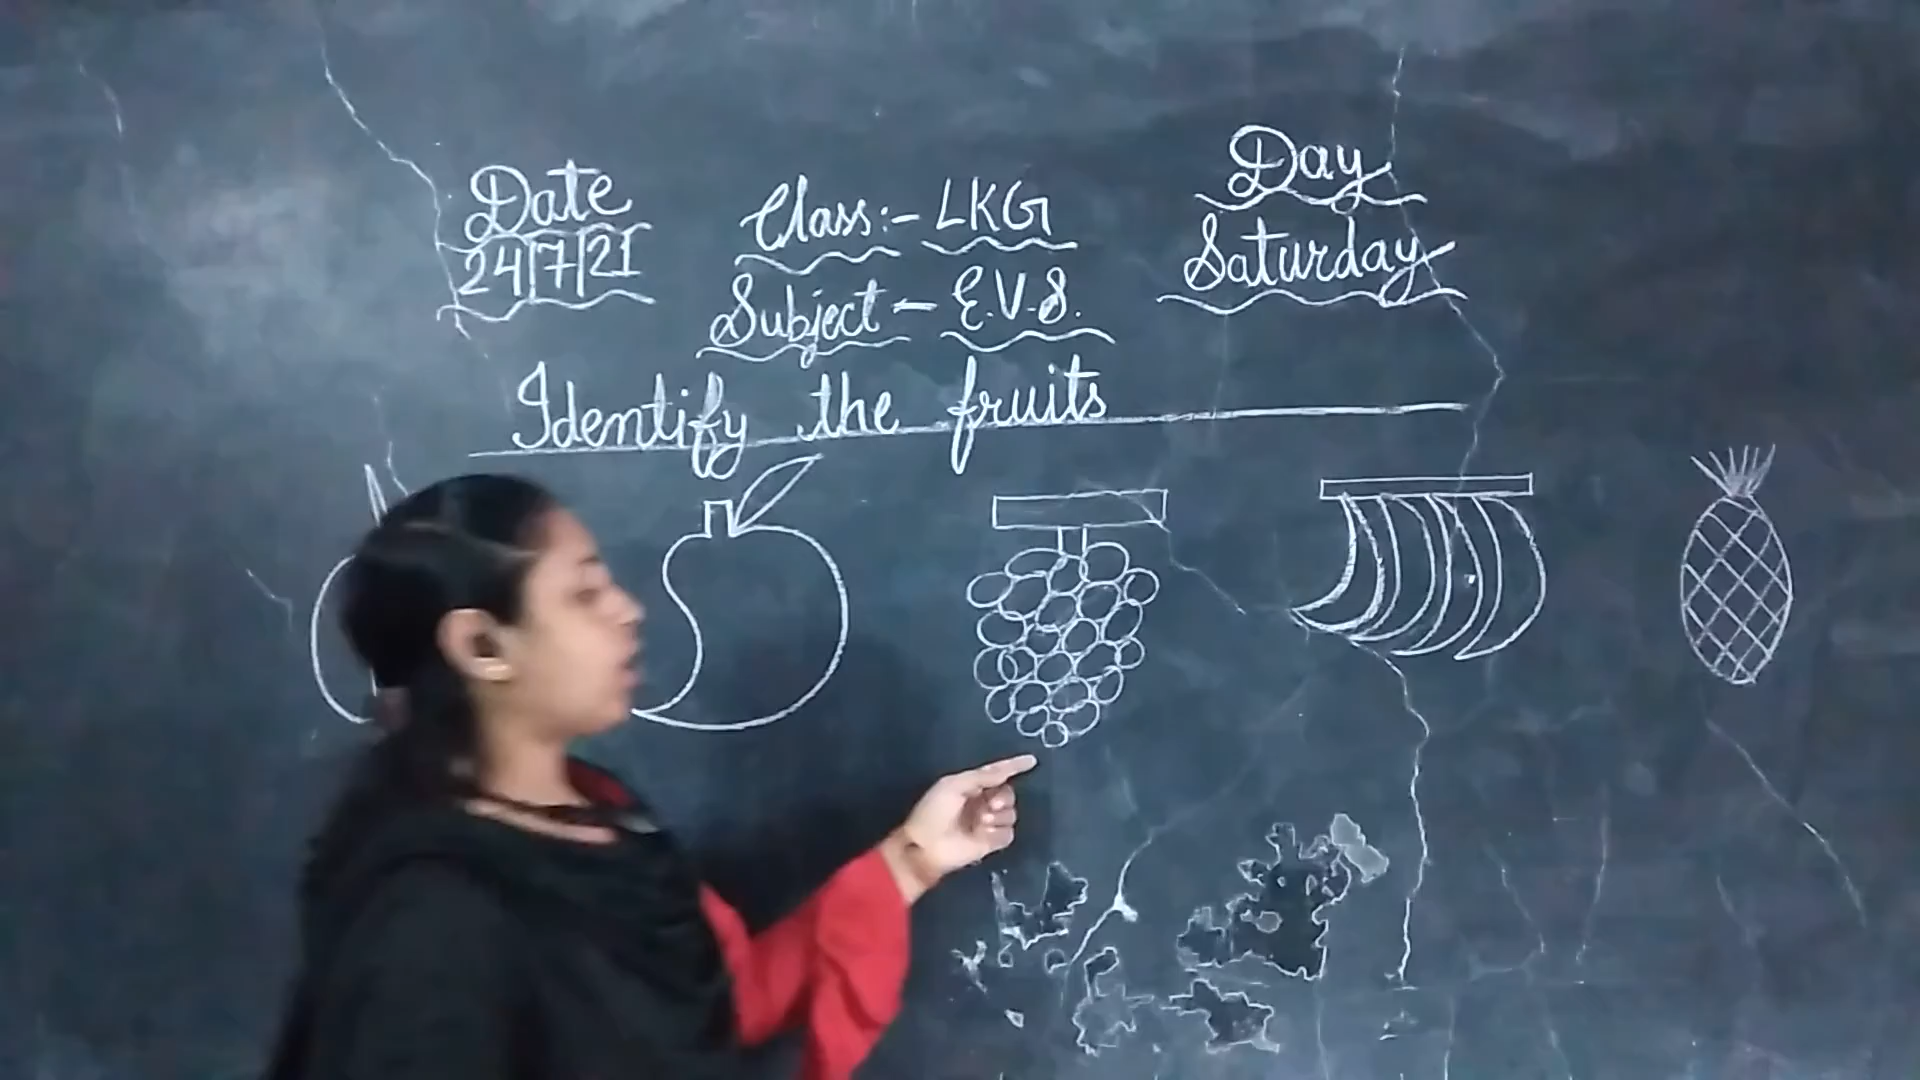 Date
24/7/21
Class:- LKG
Subject - E.V.S.
Day
Saturday
Identify the fruits